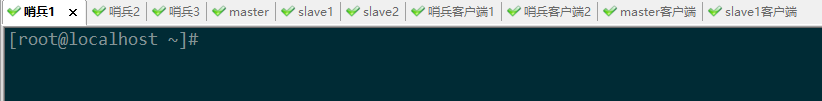 哨兵1 × 哨兵2 哨兵3 master slave1 slave2 哨兵客户端1 哨兵客户端2 master客户端 slave1客户端
[root@localhost ~]#